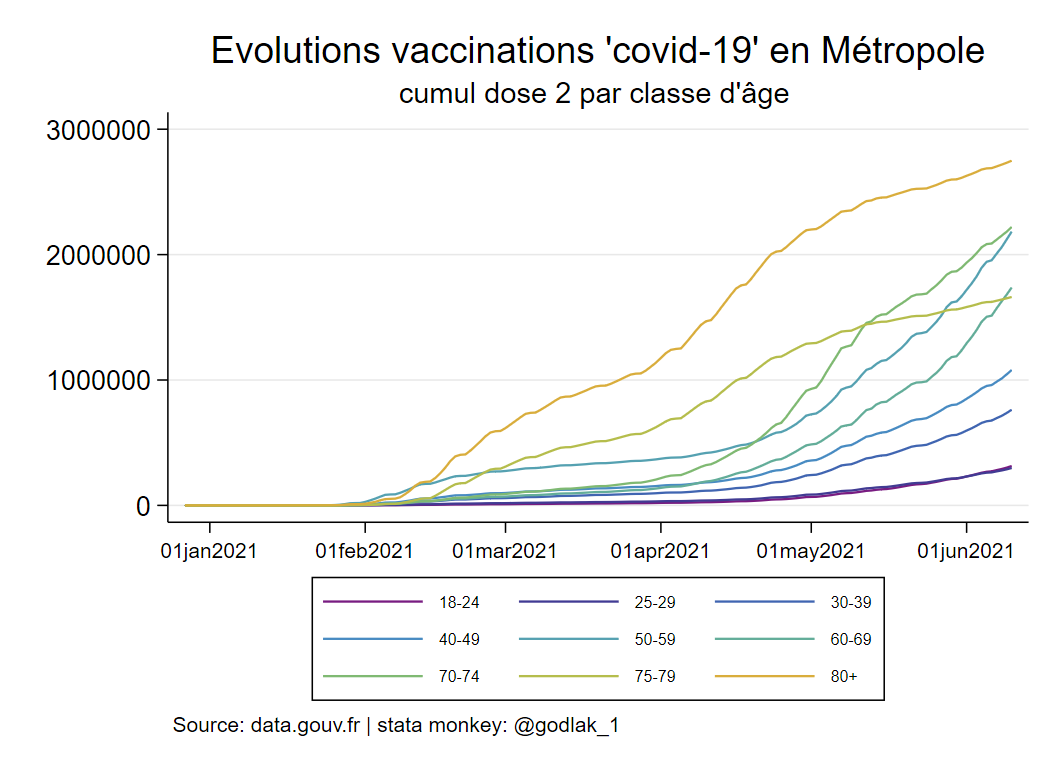 Evolutions vaccinations 'covid-19' en Métropole
cumul dose 2 par classe d'âge
3000000
2000000
1000000
0
01jan2021 01feb2021 01mar2021 01apr2021 01may2021 01jun2021
18-24 25-29 30-39
40-49 50-59 60-69
70-74 75-79 80+
Source: data.gouv.fr | stata monkey: @godlak_1